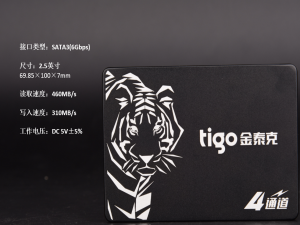 接口类型：SATA3(6Gbps)
尺寸：2.5英寸
69.85×100×7mm
读取速度：460MB/s
写入速度：310MB/s
工作电压：DC 5V±5%
tigo金泰克
4通道